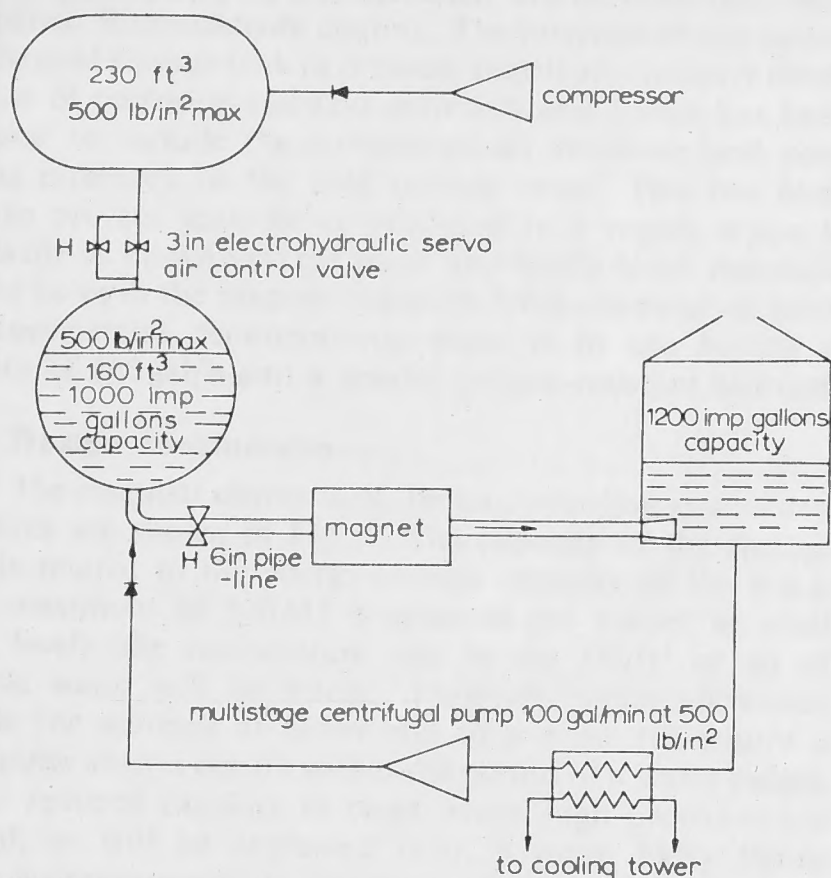 230 ft³
500 lb/in² max
compressor
H
3 in electrohydraulic servo
air control valve
500 lb/in² max
160 ft³
1000 Imp
gallons
capacity
1200 imp gallons
capacity
magnet
H 6in pipe
-line
multistage centrifugal pump 100 gal/min at 500
lb/in²
to cooling tower